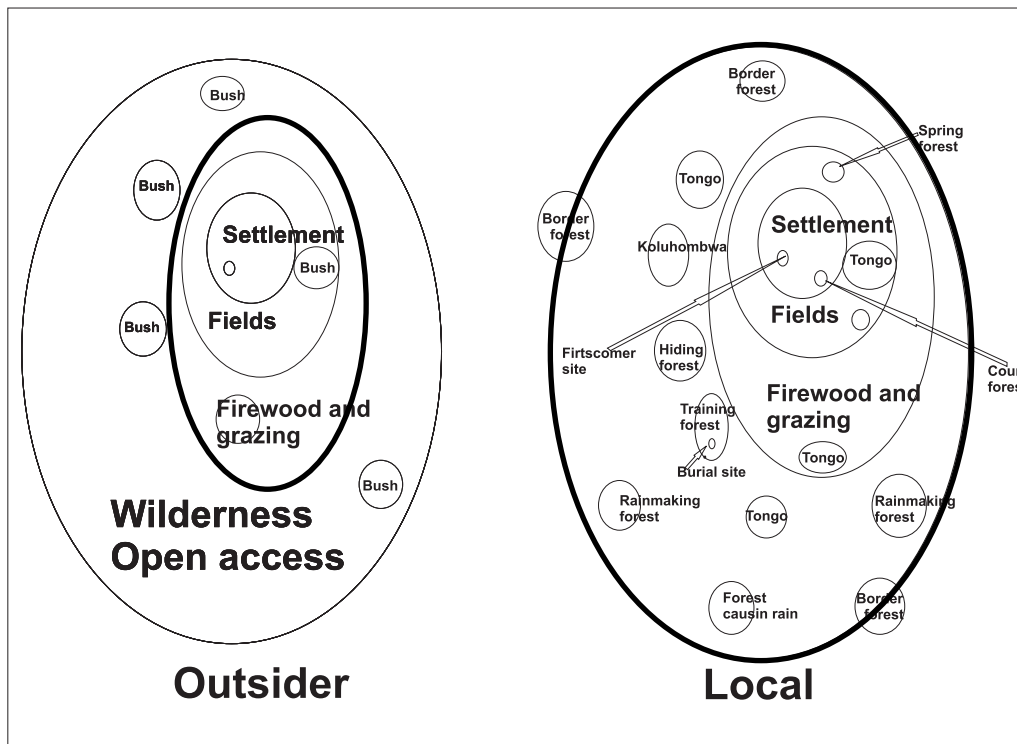 Bush
Bush
Settlement
Bush
Bush
Fields
Firewood and
grazing
Bush
Wilderness
Open access
Outsider
Border
forest
Spring
forest
Tongo
Border
forest
Settlement
Koluhombwa
Tongo
Fields
Firtscomer
site
Hiding
forest
Cour
fores
Firewood and
grazing
Training
forest
Tongo
Burial site
Rainmaking
forest
Tongo
Rainmaking
forest
Forest
causin rain
Border
forest
Local